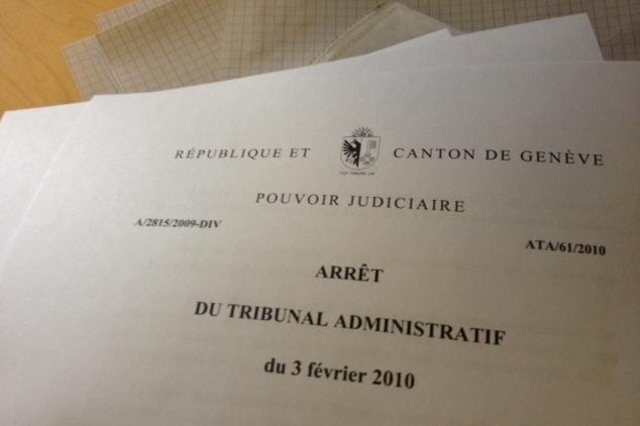 RÉPUBLIQUE ET CANTON DE GENÈVE
POUVOIR JUDICIAIRE
A/2815/2009-DIV
ATA/61/2010
ARRÊT
DU TRIBUNAL ADMINISTRATIF
du 3 février 2010